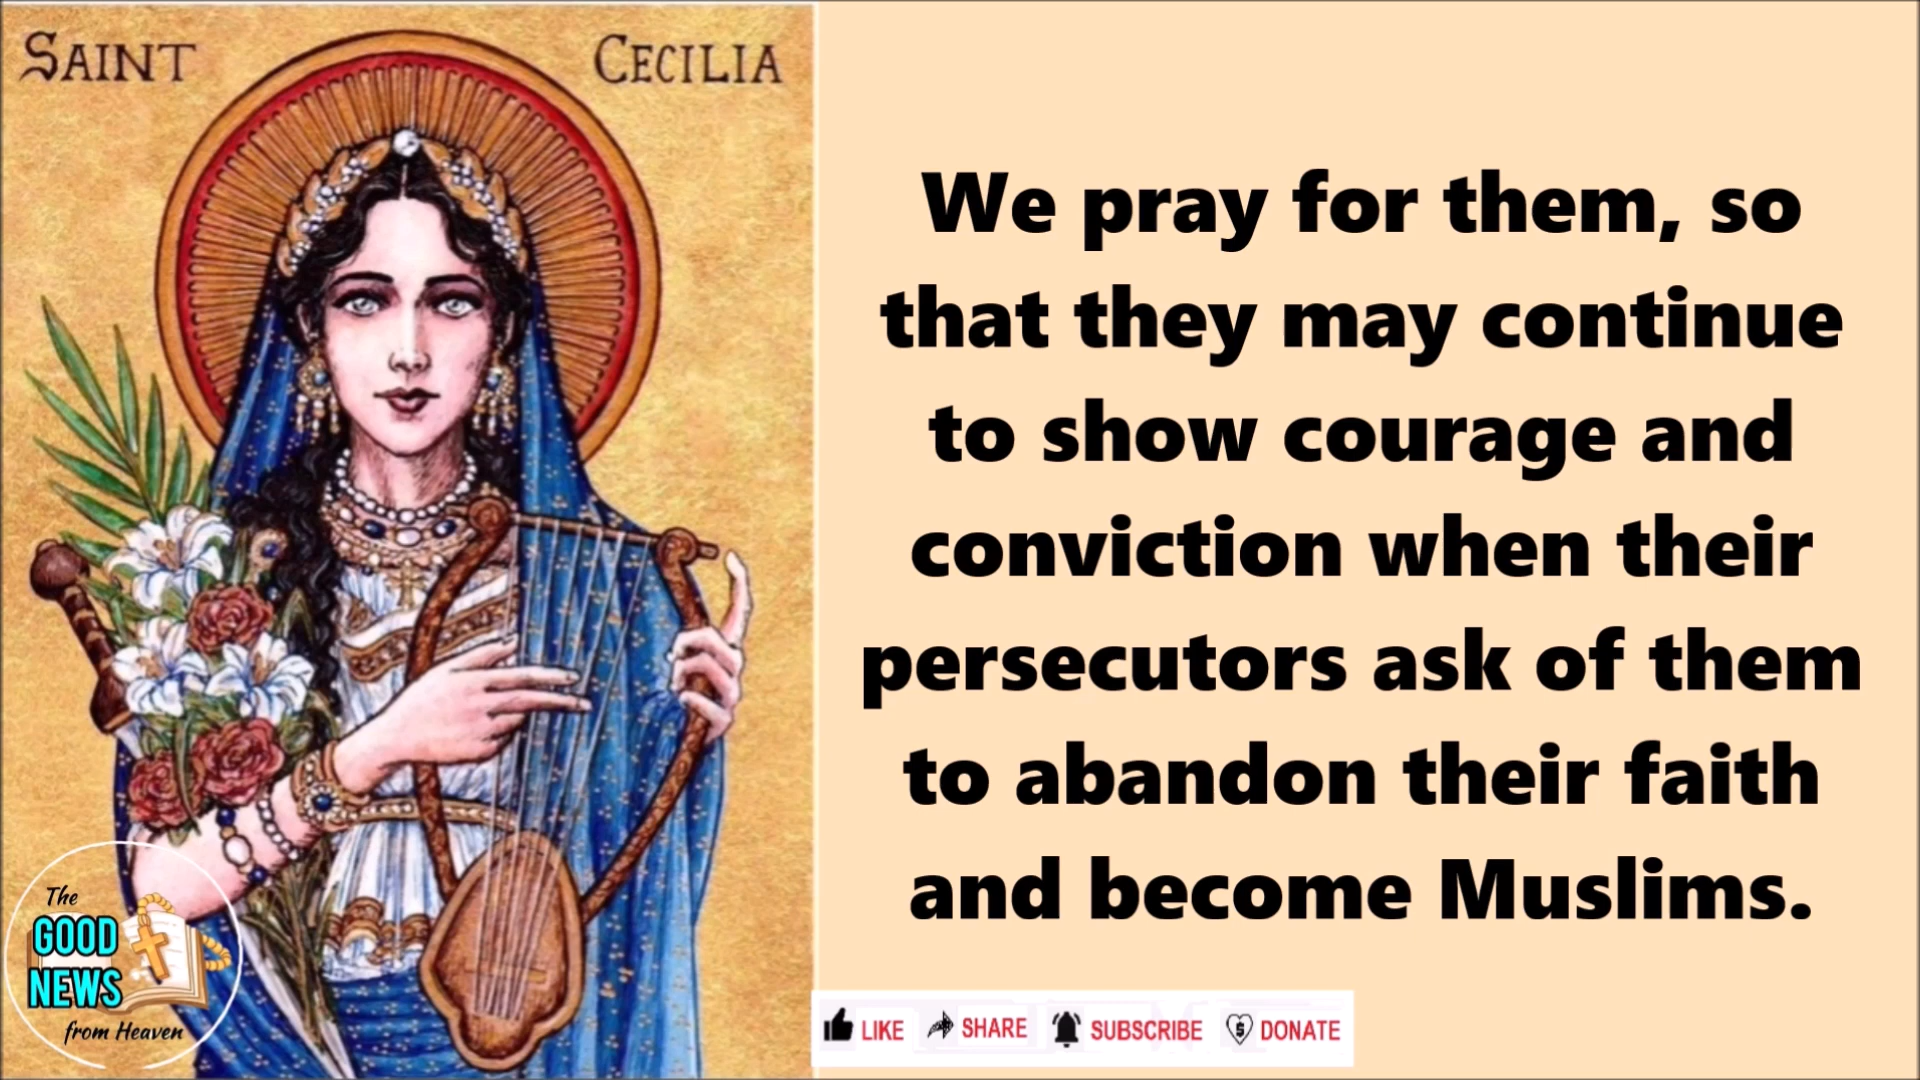 SAINT CECILIA
We pray for them, so
that they may continue
to show courage and
conviction when their
persecutors ask of them
to abandon their faith
and become Muslims.
The
GOOD
NEWS
from Heaven
LIKE SHARE SUBSCRIBE DONATE